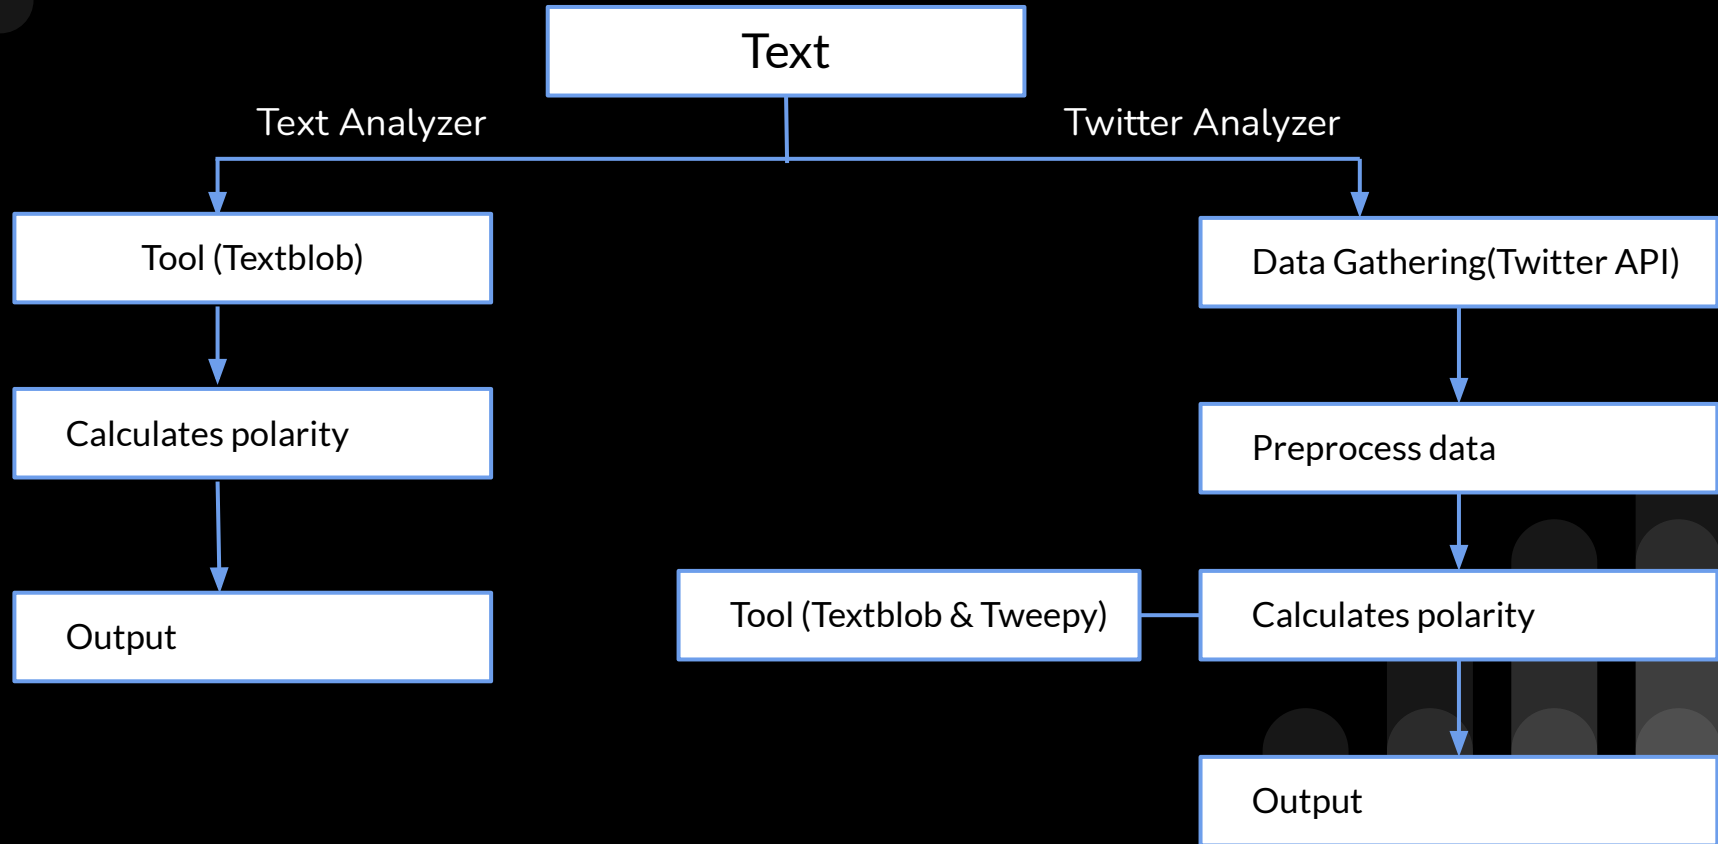 Text
Text Analyzer
Twitter Analyzer
Tool (Textblob)
Data Gathering(Twitter API)
Calculates polarity
Preprocess data
Tool (Textblob & Tweepy)
Calculates polarity
Output
Output